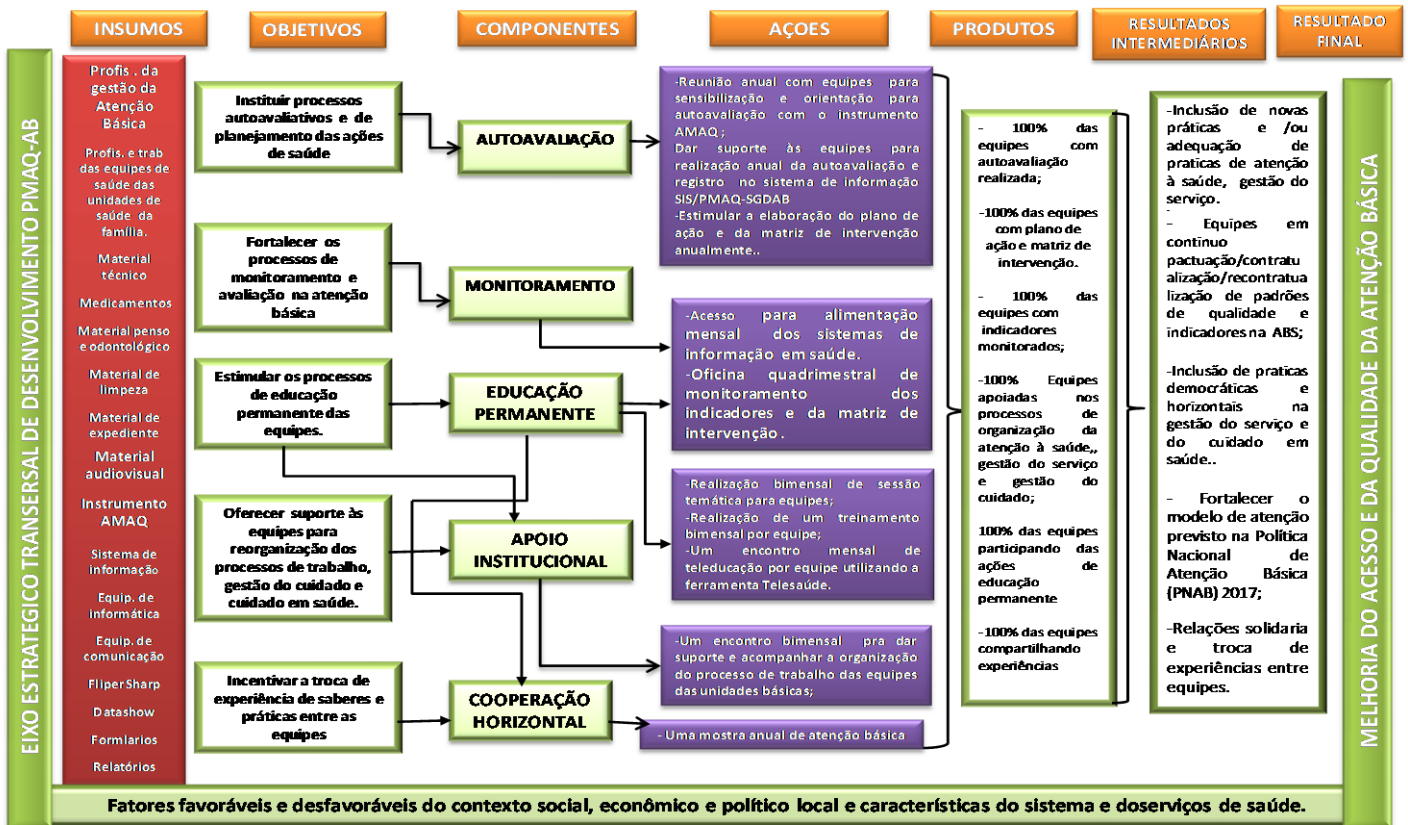 INSUMOS
OBJETIVOS
COMPONENTES
AÇOES
PRODUTOS
RESULTADOS
INTERMEDIÁRIOS
RESULTADO
FINAL
EIXO ESTRATEGICO TRANSERSAL DE DESENVOLVIMENTO PMAQ-AB
Profis . da
gestão da
Atenção
Básica
Profis. e trab
das equipes de
saúde das
unidades de
saúde da
família.
Material
técnico
Medicamentos
Material penso
e odontológico
Material de
limpeza
Material de
expediente
Material
audiovisual
Instrumento
AMAQ
Sistema de
informação
Equip. de
informática
Equip. de
comunicação
FliperSharp
Datashow
Formlarios
Relatórios
Instituir processos
autoavaliativos e de
planejamento das ações
de saúde
Fortalecer os
processos de
monitoramento e
avaliação na atenção
básica
Estimular os processos
de educação
permanente das
equipes.
Oferecer suporte às
equipes para
reorganização dos
processos de trabalho,
gestão do cuidado e
cuidado em saúde.
Incentivar a troca de
experiência de saberes e
práticas entre as
equipes
AUTOAVALIAÇÃO
MONITORAMENTO
EDUCAÇÃO
PERMANENTE
APOIO
INSTITUCIONAL
COOPERAÇÃO
HORIZONTAL
-Reunião anual com equipes para
sensibilização e orientação para
autoavaliação com o instrumento
AMAQ;
Dar suporte às equipes para
realização anual da autoavaliação e
registro no sistema de informação
SIS/PMAQ-SGDAB
-Estimular a elaboração do plano de
ação e da matriz de intervenção
anualmente..
-Acesso para alimentação
mensal dos sistemas de
informação em saúde.
-Oficina quadrimestral de
monitoramento dos
indicadores e da matriz de
intervenção .
-Realização bimensal de sessão
temática para equipes;
-Realização de um treinamento
bimensal por equipe;
-Um encontro mensal de
teleducação por equipe utilizando a
ferramenta Telesaúde.
-Um encontro bimensal pra dar
suporte e acompanhar a organização
do processo de trabalho das equipes
das unidades básicas;
- Uma mostra anual de atenção básica
- 100% das
equipes com
autoavaliação
realizada;
-100% das equipes
com plano de
ação e matriz de
intervenção.
- 100% das
equipes com
indicadores
monitorados;
-100% Equipes
apoiadas nos
processos de
organização da
atenção à saúde,,
gestão do serviço
e gestão do
cuidado;
100% das equipes
participando das
ações de
educação
permanente
-100% das equipes
compartilhando
experiências
-Inclusão de novas
práticas e /ou
adequação de
praticas de atenção
à saúde, gestão do
serviço.
-
- Equipes em
continuo
pactuação/contratu
alização/recontratua
lização de padrões
de qualidade e
indicadores na ABS;
-Inclusão de praticas
democráticas e
horizontais na
gestão do serviço e
do cuidado em
saúde..
- Fortalecer o
modelo de atenção
previsto na Política
Nacional de
Atenção Básica
(PNAB) 2017;
-Relações solidaria
e troca de
experiências entre
equipes.
MELHORIA DO ACESSO E DA QUALIDADE DA ATENÇÃO BÁSICA
Fatores favoráveis e desfavoráveis do contexto social, econômico e político local e características do sistema e doserviços de saúde.